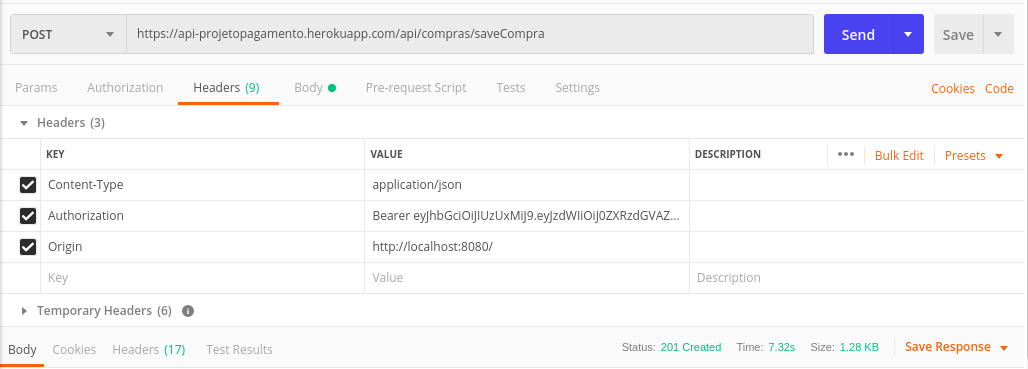 POST https://api-projetopagamento.herokuapp.com/api/compras/saveCompra Send Save
Params Authorization Headers (9) Body Pre-request Script Tests Settings Cookies Code
Headers (3)
KEY VALUE DESCRIPTION ••• Bulk Edit Presets
Content-Type application/json
Authorization Bearer eyJhbGciOiJIUzUxMiJ9.eyJzdWIiOiJ0ZXRzdGVAZ...
Origin http://localhost:8080/
Key Value Description
Temporary Headers (6)
Body Cookies Headers (17) Test Results Status: 201 Created Time: 7.32s Size: 1.28 KB Save Response